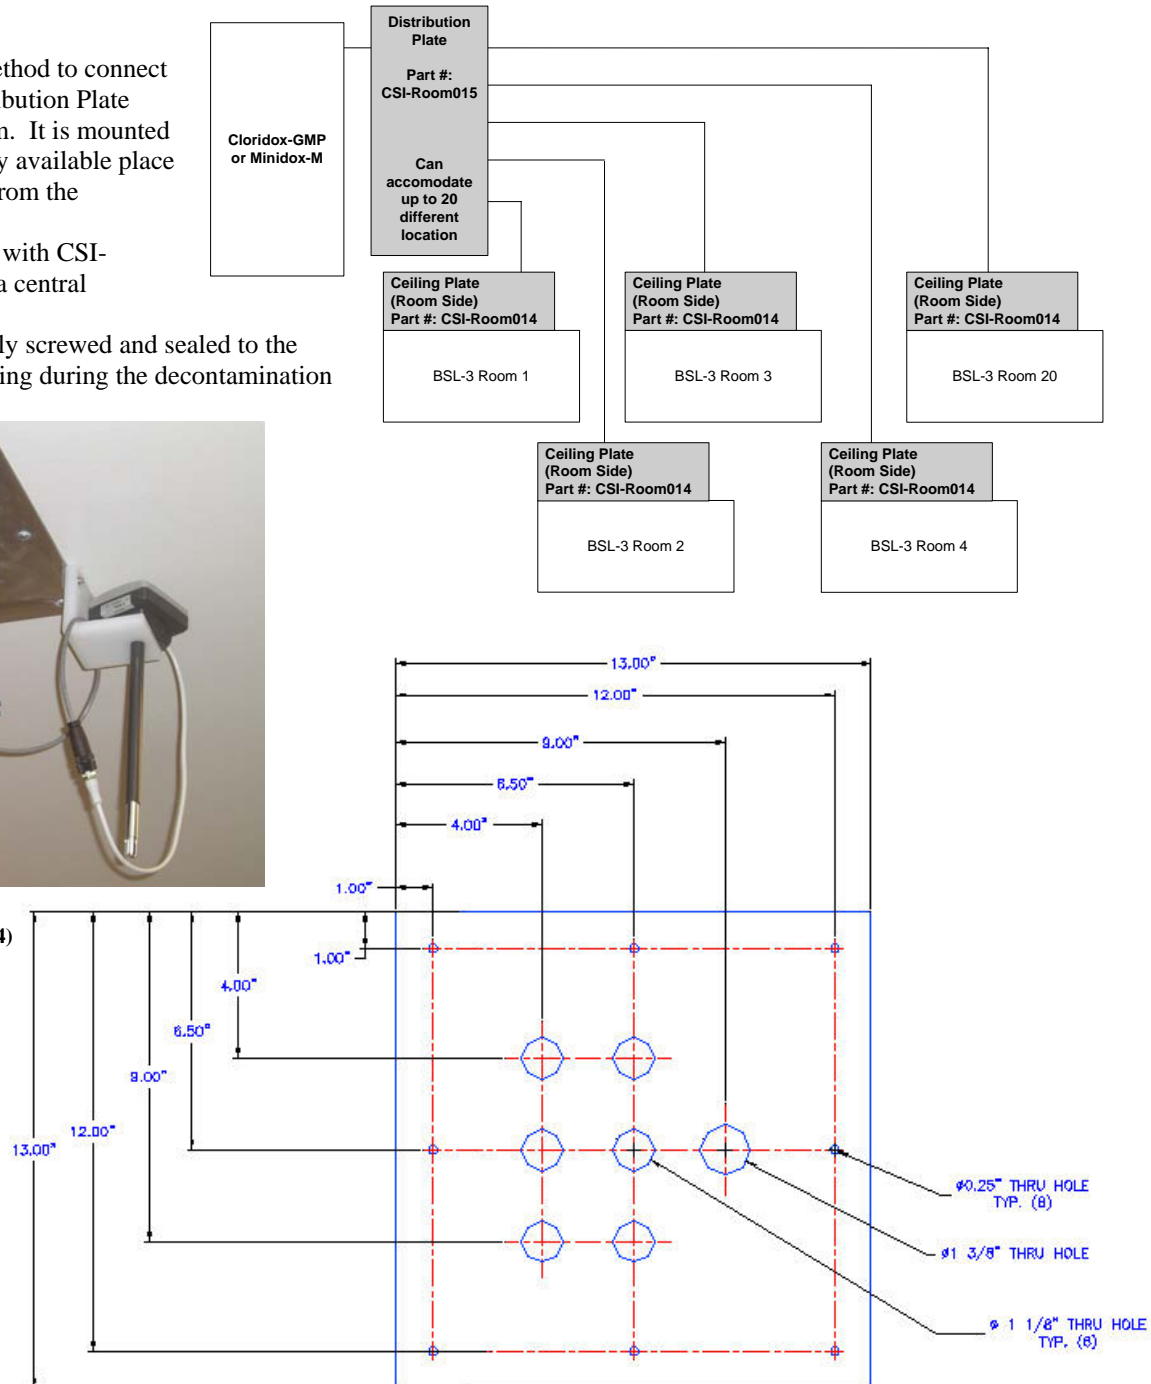 ethod to connect
ibution Plate
n. It is mounted
y available place
from the
with CSI-
a central
ly screwed and sealed to the
ing during the decontamination
Cloridox-GMP
or Minidox-M
Distribution
Plate
Part #:
CSI-Room015
Can
accomodate
up to 20
different
location
Ceiling Plate
(Room Side)
Part #: CSI-Room014
BSL-3 Room 1
Ceiling Plate
(Room Side)
Part #: CSI-Room014
BSL-3 Room 3
Ceiling Plate
(Room Side)
Part #: CSI-Room014
BSL-3 Room 20
Ceiling Plate
(Room Side)
Part #: CSI-Room014
BSL-3 Room 2
Ceiling Plate
(Room Side)
Part #: CSI-Room014
BSL-3 Room 4
4)
13.00"
12.00"
9.00"
6.50"
4.00"
1.00"
1.00"
4.00"
6.50"
9.00"
12.00"
13.00"
ø0.25" THRU HOLE
TYP. (8)
ø1 3/8" THRU HOLE
ø 1 1/8" THRU HOLE
TYP. (6)